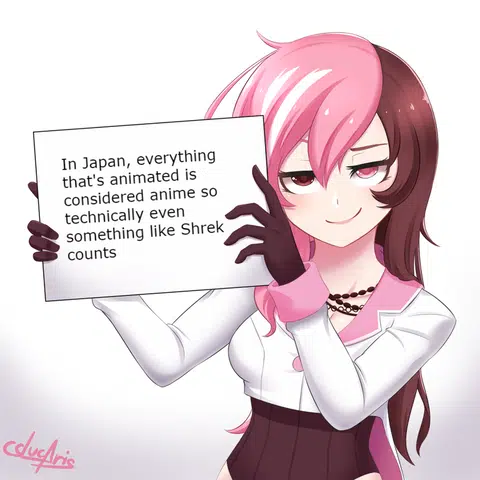 In Japan, everything
that's animated is
considered anime so
technically even
something like Shrek
counts